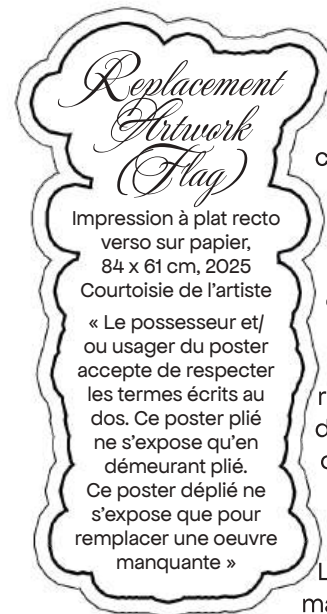 Replacement
Artwork
(Flag)
Impression à plat recto
verso sur papier,
84 x 61 cm, 2025
Courtoisie de l'artiste
« Le possesseur et/
ou usager du poster
accepte de respecter
les termes écrits au
dos. Ce poster plié
ne s'expose qu'en
démeurant plié.
Ce poster déplié ne
s'expose que pour
remplacer une oeuvre
manquante »